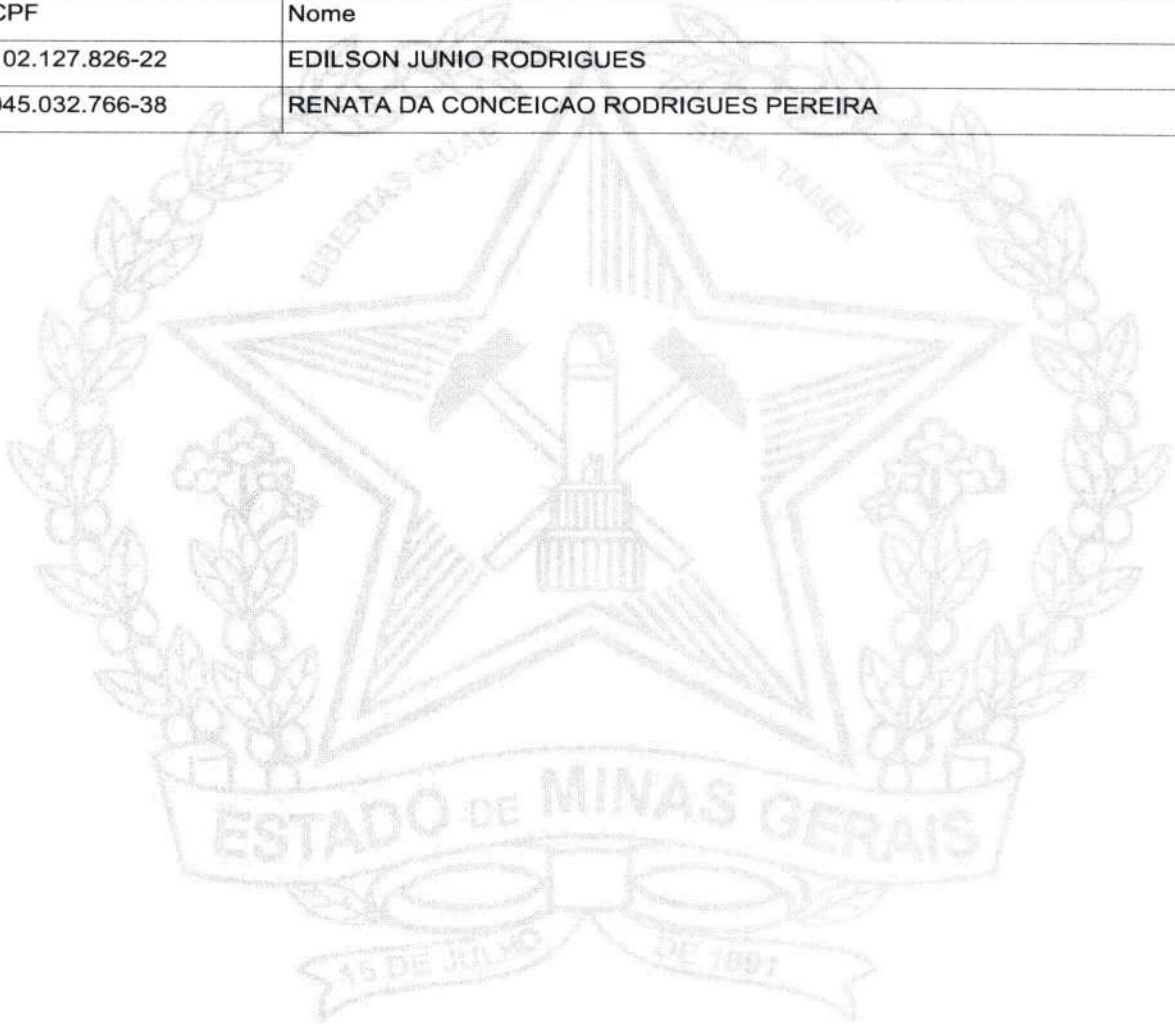 CPF Nome
02.127.826-22 EDILSON JUNIO RODRIGUES
045.032.766-38 RENATA DA CONCEICAO RODRIGUES PEREIRA
LIBERTAS QUAE SERA TAMEN
ESTADO DE MINAS GERAIS
15 DE JULHO DE 1891